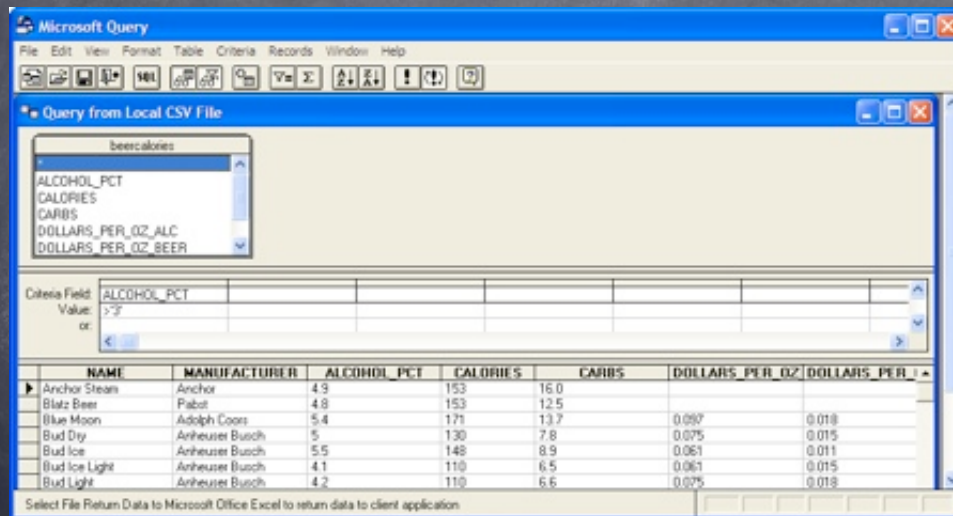 Microsoft Query
File Edit View Format Table Criteria Records Window Help
SQL
Query from Local CSV File
beercalories
*
ALCOHOL_PCT
CALORIES
CARBS
DOLLARS_PER_OZ_ALC
DOLLARS_PER_OZ_BEER
Criteria Field: ALCOHOL_PCT
Value: >'3'
or:
NAME MANUFACTURER ALCOHOL_PCT CALORIES CARBS DOLLARS_PER_OZ DOLLARS_PER_
Anchor Steam Anchor 4.9 153 16.0
Blatz Beer Pabst 4.8 153 12.5
Blue Moon Adolph Coors 5.4 171 13.7 0.097 0.018
Bud Dry Anheuser Busch 5 130 7.8 0.075 0.015
Bud Ice Anheuser Busch 5.5 148 8.9 0.061 0.011
Bud Ice Light Anheuser Busch 4.1 110 6.5 0.061 0.015
Bud Light Anheuser Busch 4.2 110 6.6 0.075 0.018
Select File Return Data to Microsoft Office Excel to return data to client application